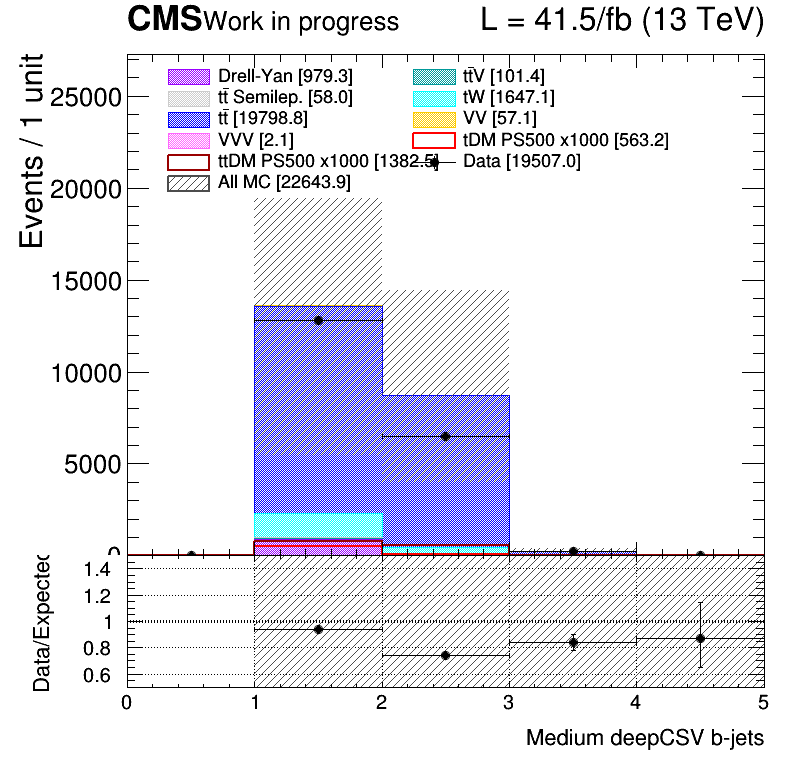 CMS Work in progress L = 41.5/fb (13 TeV)
Events / 1 unit
25000
20000
15000
10000
5000
0
Drell-Yan [979.3]
tt̄V [101.4]
tt̄ Semilep. [58.0]
tW [1647.1]
tt̄ [19798.8]
VV [57.1]
VVV [2.1]
tDM PS500 x1000 [563.2]
ttDM PS500 x1000 [1382.5]
Data [19507.0]
All MC [22643.9]
Data/Expected
1.4
1.2
1
0.8
0.6
0 1 2 3 4 5
Medium deepCSV b-jets